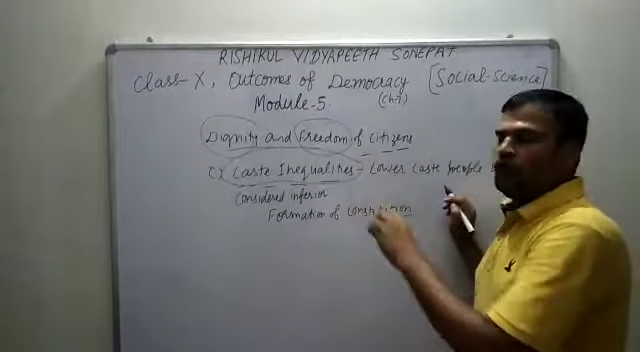 RISHIKUL VIDYAPEETH SONEPAT
Class-X, Outcomes of Democracy [Social-Science]
Module-5 (Ch-7)
Dignity and Freedom of Citizens
C) Caste Inequalities - Lower Caste people
Considered inferior
Formation of Constitution